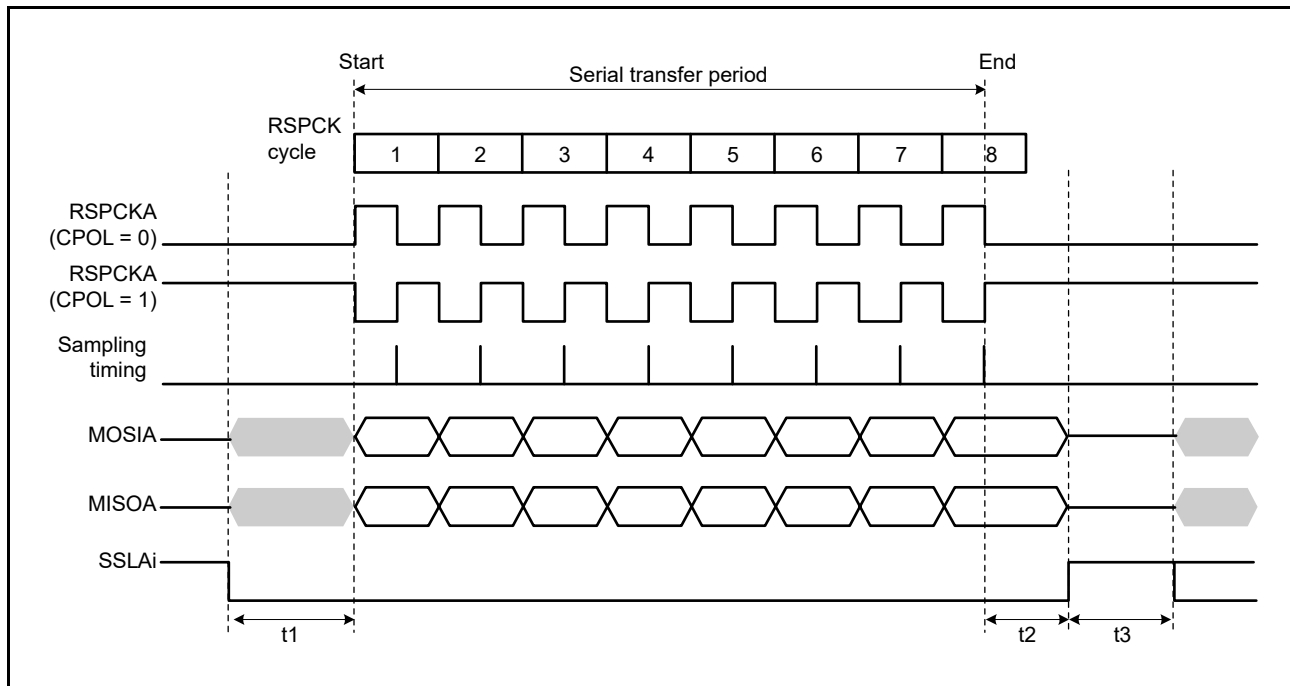 Start
End
Serial transfer period
RSPCK
cycle
1 2 3 4 5 6 7 8
RSPCKA
(CPOL = 0)
RSPCKA
(CPOL = 1)
Sampling
timing
MOSIA
MISOA
SSLAi
t1
t2
t3